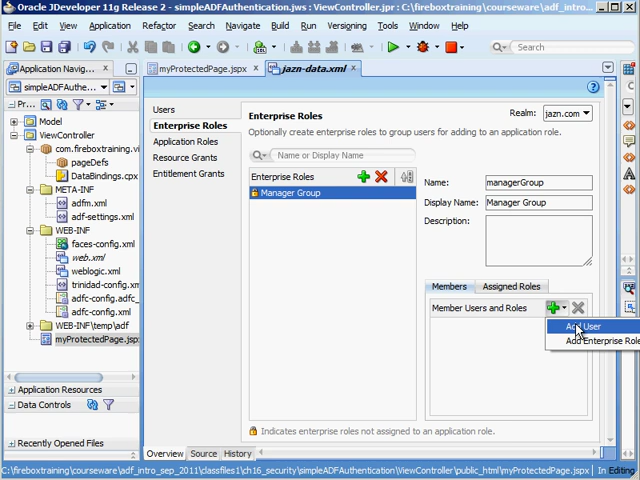 Oracle JDeveloper 11g Release 2 - simpleADFAuthentication.jws : ViewController.jpr : C:\fireboxtraining\courseware\adf_intro_s
File Edit View Application Refactor Search Navigate Build Run Versioning Tools Window Help
Search
Application Navig...
myProtectedPage.jspx
jazn-data.xml
simpleADFAuthe...
Pr...
Model
ViewController
com.fireboxtraining.vi
pageDefs
DataBindings.cpx
META-INF
adfm.xml
adf-settings.xml
WEB-INF
faces-config.xml
web.xml
weblogic.xml
trinidad-config.xml
adfc-config.adfc_
adfc-config.xml
WEB-INF\temp\adf
myProtectedPage.jspx
Application Resources
Data Controls
Recently Opened Files
Users
Enterprise Roles
Application Roles
Resource Grants
Entitlement Grants
Enterprise Roles
Realm: jazn.com
Optionally create enterprise roles to group users for adding to an application role.
Name or Display Name
Enterprise Roles
Manager Group
Name: managerGroup
Display Name: Manager Group
Description:
Members Assigned Roles
Member Users and Roles
Add User
Add Enterprise Role
Indicates enterprise roles not assigned to an application role.
Overview Source History
C:\fireboxtraining\courseware\adf_intro_sep_2011\classfiles1\ch16_security\simpleADFAuthentication\ViewController\public_html\myProtectedPage.jspx In Editing